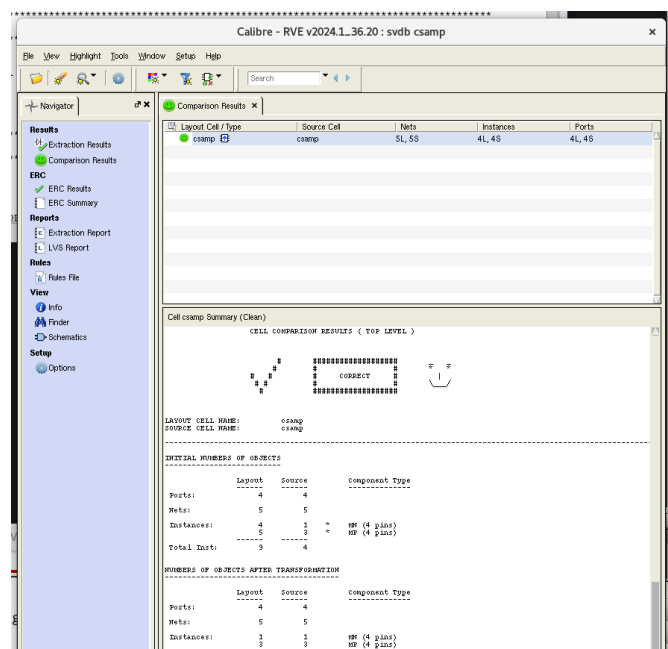 Calibre - RVE v2024.1_36.20 : svdb csamp
×
File View Highlight Tools Window Setup Help
Search
Navigator
Comparison Results ×
Results
Extraction Results
Comparison Results
ERC
ERC Results
ERC Summary
Reports
Extraction Report
LVS Report
Rules
Rules File
View
Info
Finder
Schematics
Setup
Options
Layout Cell / Type Source Cell Nets Instances Ports
csamp csamp 5L, 5S 4L, 4S 4L, 4S
Cell csamp Summary (Clean)
CELL COMPARISON RESULTS ( TOP LEVEL )
# ###################
# # #
# # # CORRECT #
# # # #
# ###################
LAYOUT CELL NAME: csamp
SOURCE CELL NAME: csamp
INITIAL NUMBERS OF OBJECTS
Layout Source Component Type
Ports: 4 4
Nets: 5 5
Instances: 4 1 * MN (4 pins)
5 3 * MP (4 pins)
Total Inst: 9 4
NUMBERS OF OBJECTS AFTER TRANSFORMATION
Layout Source Component Type
Ports: 4 4
Nets: 5 5
Instances: 1 1 MN (4 pins)
3 3 MP (4 pins)